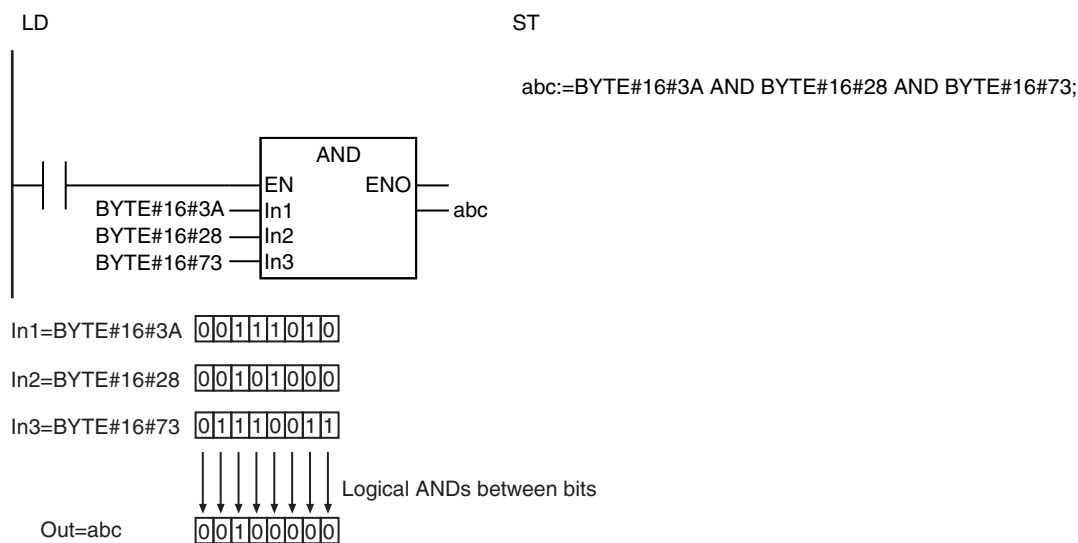 LD
ST
abc:=BYTE#16#3A AND BYTE#16#28 AND BYTE#16#73;
AND
EN ENO
BYTE#16#3A In1 abc
BYTE#16#28 In2
BYTE#16#73 In3
In1=BYTE#16#3A 0 0 1 1 1 0 1 0
In2=BYTE#16#28 0 0 1 0 1 0 0 0
In3=BYTE#16#73 0 1 1 1 0 0 1 1
Logical ANDs between bits
Out=abc 0 0 1 0 0 0 0 0